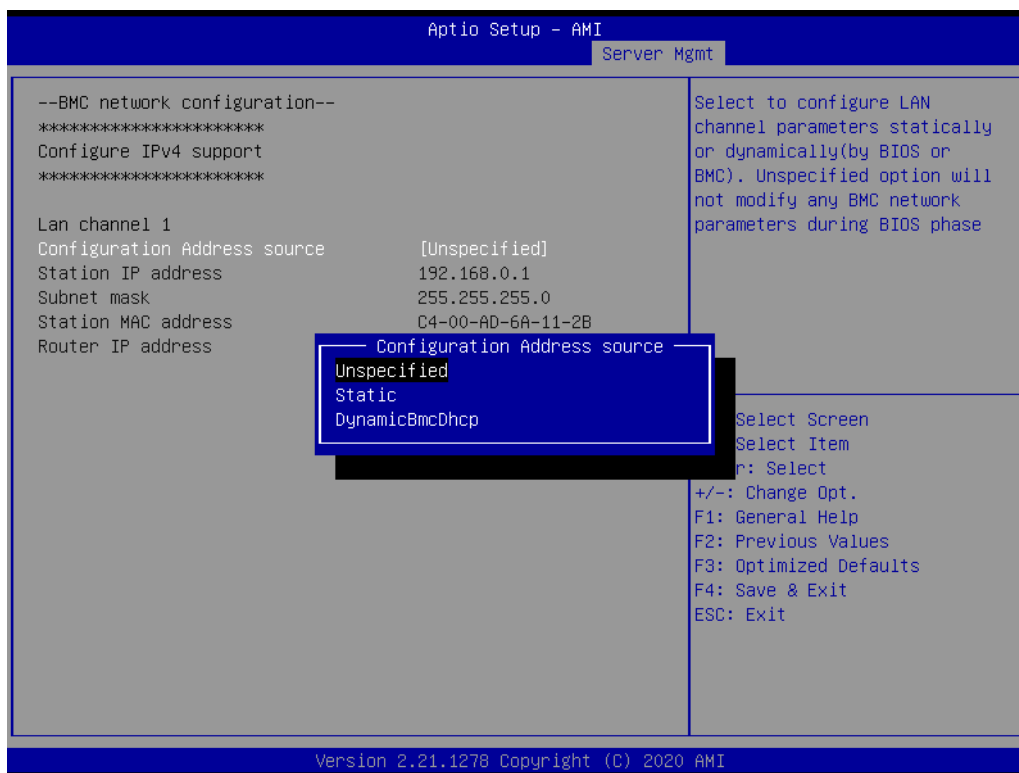 Aptio Setup - AMI
Server Mgmt
--BMC network configuration--
**********************
Configure IPv4 support
**********************
Lan channel 1
Configuration Address source [Unspecified]
Station IP address 192.168.0.1
Subnet mask 255.255.255.0
Station MAC address C4-00-AD-6A-11-2B
Router IP address
Configuration Address source
Unspecified
Static
DynamicBmcDhcp
Select to configure LAN
channel parameters statically
or dynamically(by BIOS or
BMC). Unspecified option will
not modify any BMC network
parameters during BIOS phase
Select Screen
Select Item
r: Select
+/-: Change Opt.
F1: General Help
F2: Previous Values
F3: Optimized Defaults
F4: Save & Exit
ESC: Exit
Version 2.21.1278 Copyright (C) 2020 AMI